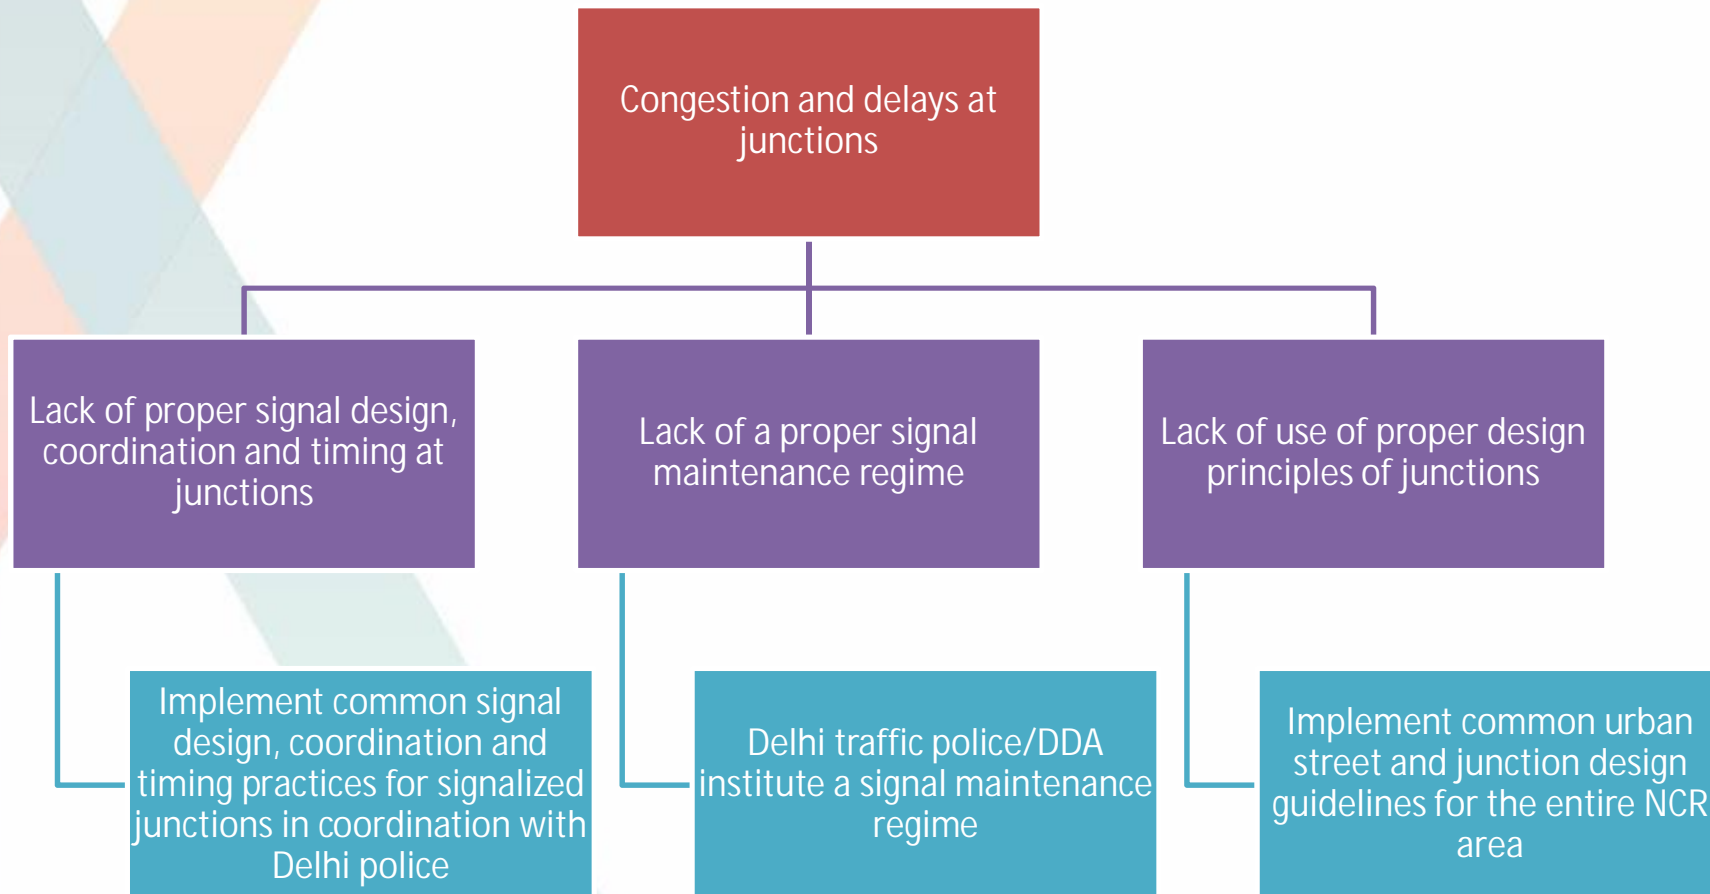 Congestion and delays at
junctions
Lack of proper signal design,
coordination and timing at
junctions
Lack of a proper signal
maintenance regime
Lack of use of proper design
principles of junctions
Implement common signal
design, coordination and
timing practices for signalized
junctions in coordination with
Delhi police
Delhi traffic police/DDA
institute a signal maintenance
regime
Implement common urban
street and junction design
guidelines for the entire NCR
area